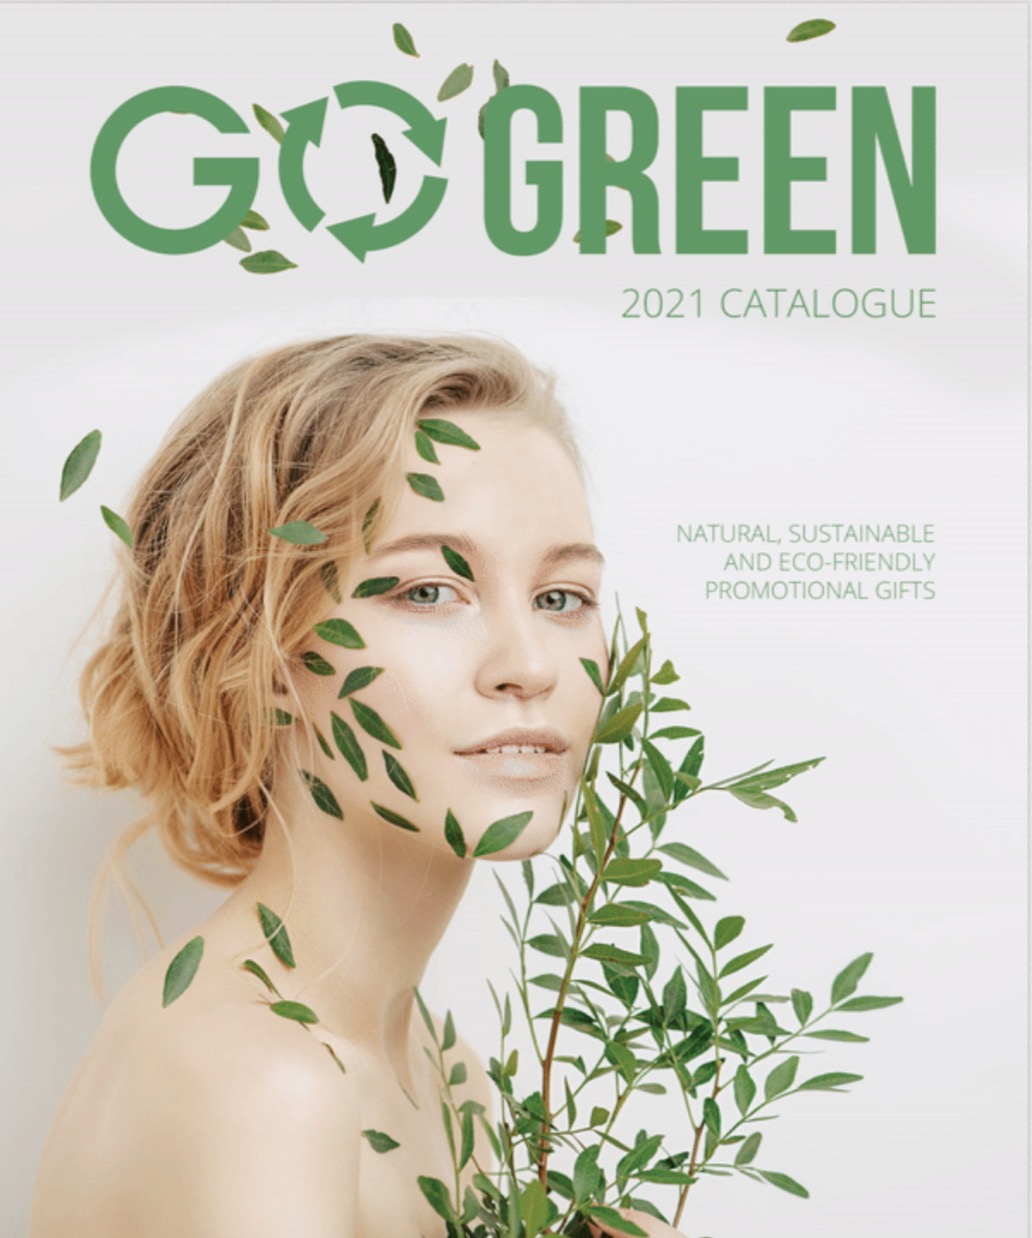 GO GREEN
2021 CATALOGUE
NATURAL, SUSTAINABLE
AND ECO-FRIENDLY
PROMOTIONAL GIFTS